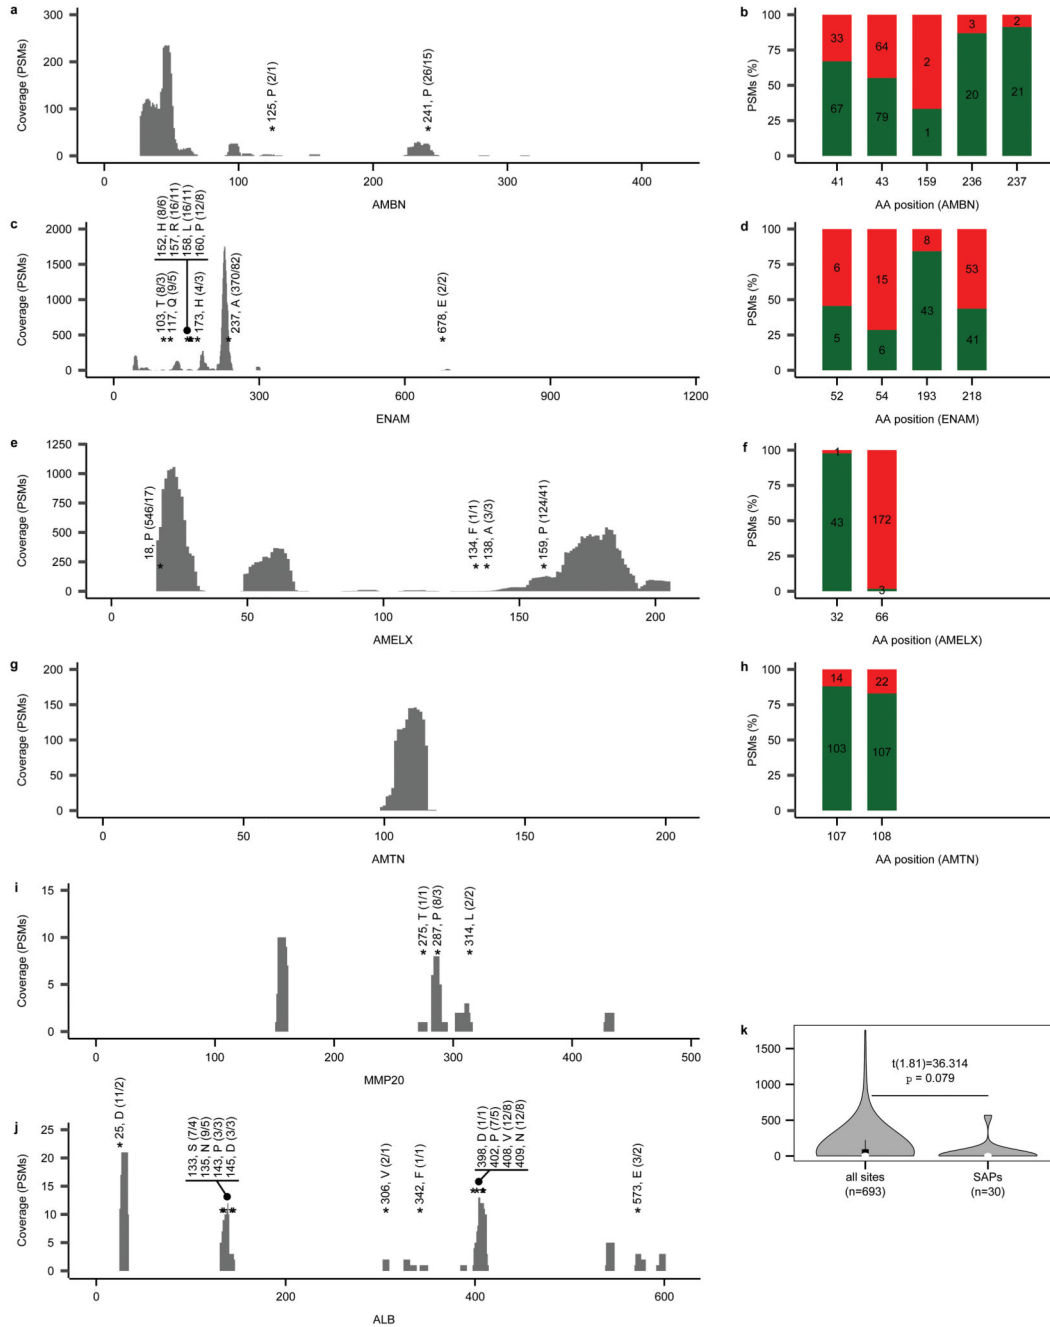 a
300
200
100
0
Coverage (PSMs)
125, P (2/1)
*
241, P (26/15)
*
0
100
200
300
400
AMBN
b
100
75
50
25
0
PSMs (%)
33
67
64
79
2
1
3
20
2
21
41
43
159
236
237
AA position (AMBN)
c
2000
1500
1000
500
0
Coverage (PSMs)
152, H (8/6)
157, R (16/11)
158, L (16/11)
160, P (12/8)
* 103, T (8/3)
* 117, Q (9/5)
* 173, H (4/3)
* 237, A (370/82)
* 678, E (2/2)
0
300
600
900
1200
ENAM
d
100
75
50
25
0
PSMs (%)
6
5
15
6
8
43
53
41
52
54
193
218
AA position (ENAM)
e
1250
1000
750
500
250
0
Coverage (PSMs)
18, P (546/17)
*
* 134, F (1/1)
* 138, A (3/3)
* 159, P (124/41)
0
50
100
150
200
AMELX
f
100
75
50
25
0
PSMs (%)
1
43
172
3
32
66
AA position (AMELX)
g
200
150
100
50
0
Coverage (PSMs)
0
50
100
150
200
AMTN
h
100
75
50
25
0
PSMs (%)
14
103
22
107
107
108
AA position (AMTN)
i
15
10
5
0
Coverage (PSMs)
* 275, T (1/1)
* 287, P (8/3)
* 314, L (2/2)
0
100
200
300
400
500
MMP20
j
25
20
15
10
5
0
Coverage (PSMs)
* 25, D (11/2)
133, S (7/4)
135, N (9/5)
143, P (3/3)
145, D (3/3)
* 306, V (2/1)
* 342, F (1/1)
398, D (1/1)
402, P (7/5)
408, V (12/8)
409, N (12/8)
* 573, E (3/2)
0
200
400
600
ALB
k
1500
1000
500
0
t(1.81)=36.314
p = 0.079
all sites
(n=693)
SAPs
(n=30)